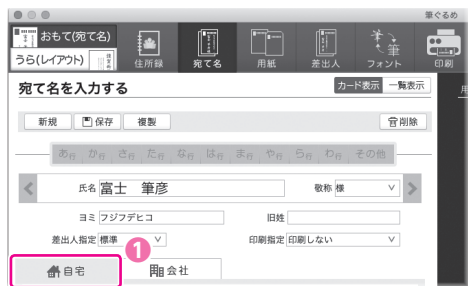 筆ぐるめ
おもて(宛て名)
うら(レイアウト)
住所録 宛て名 用紙 差出人 フォント 印刷
宛て名を入力する カード表示 一覧表示
新規 保存 複製 削除
あ行 か行 さ行 た行 な行 は行 ま行 や行 ら行 わ行 その他
氏名 富士 筆彦 敬称 様
ヨミ フジフデヒコ 旧姓
差出人指定 標準 印刷指定 印刷しない
1
自宅 会社